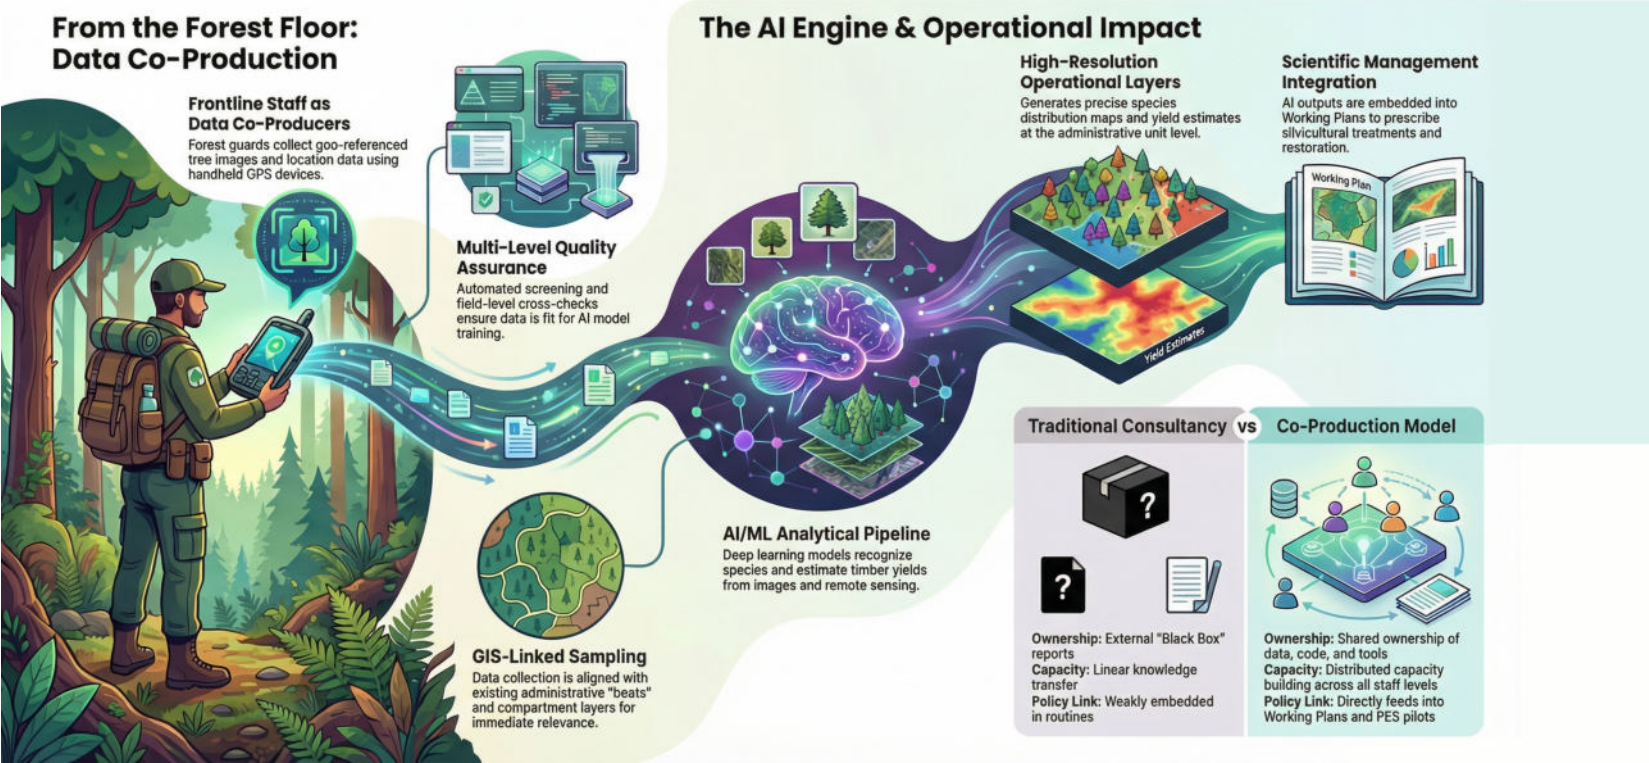 From the Forest Floor:
Data Co-Production
Frontline Staff as
Data Co-Producers
Forest guards collect goo-referenced
tree images and location data using
handheld GPS devices.
Multi-Level Quality
Assurance
Automated screening and
field-level cross-checks
ensure data is fit for AI model
training.
GIS-Linked Sampling
Data collection is aligned with
existing administrative "beats"
and compartment layers for
immediate relevance.
The AI Engine & Operational Impact
AI/ML Analytical Pipeline
Deep learning models recognize
species and estimate timber yields
from images and remote sensing.
High-Resolution
Operational Layers
Generates precise species
distribution maps and yield estimates
at the administrative unit level.
Yield Estimates
Scientific Management
Integration
AI outputs are embedded into
Working Plans to prescribe
silvicultural treatments and
restoration.
Working Plan
Traditional Consultancy vs Co-Production Model
?
?
Ownership: External "Black Box"
reports
Capacity: Linear knowledge
transfer
Policy Link: Weakly embedded
in routines
Ownership: Shared ownership of
data, code, and tools
Capacity: Distributed capacity
building across all staff levels
Policy Link: Directly feeds into
Working Plans and PES pilots